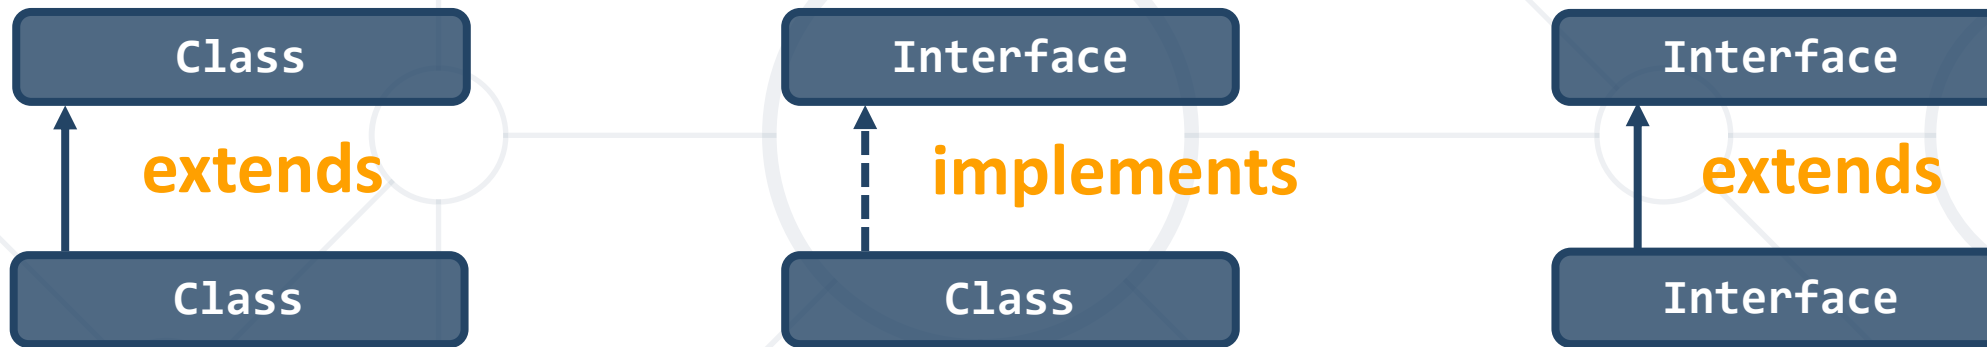 Class
Interface
Interface
extends
implements
extends
Class
Class
Interface